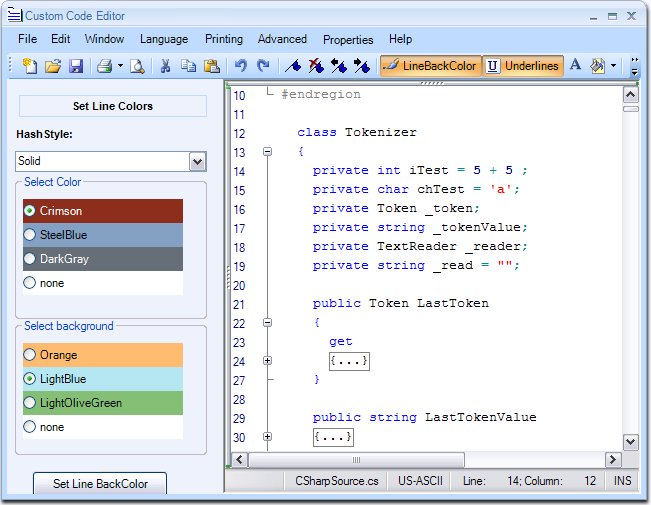 Custom Code Editor
File Edit Window Language Printing Advanced Properties Help
LineBackColor U Underlines A
Set Line Colors
HashStyle:
Solid
Select Color
Crimson
SteelBlue
DarkGray
none
Select background
Orange
LightBlue
LightOliveGreen
none
Set Line BackColor
10 #endregion
11
12 class Tokenizer
13 {
14 private int iTest = 5 + 5 ;
15 private char chTest = 'a';
16 private Token _token;
17 private string _tokenValue;
18 private TextReader _reader;
19 private string _read = "";
20
21 public Token LastToken
22 {
23 get
24 {...}
27 }
28
29 public string LastTokenValue
30 {...}
CSharpSource.cs US-ASCII Line: 14; Column: 12 INS